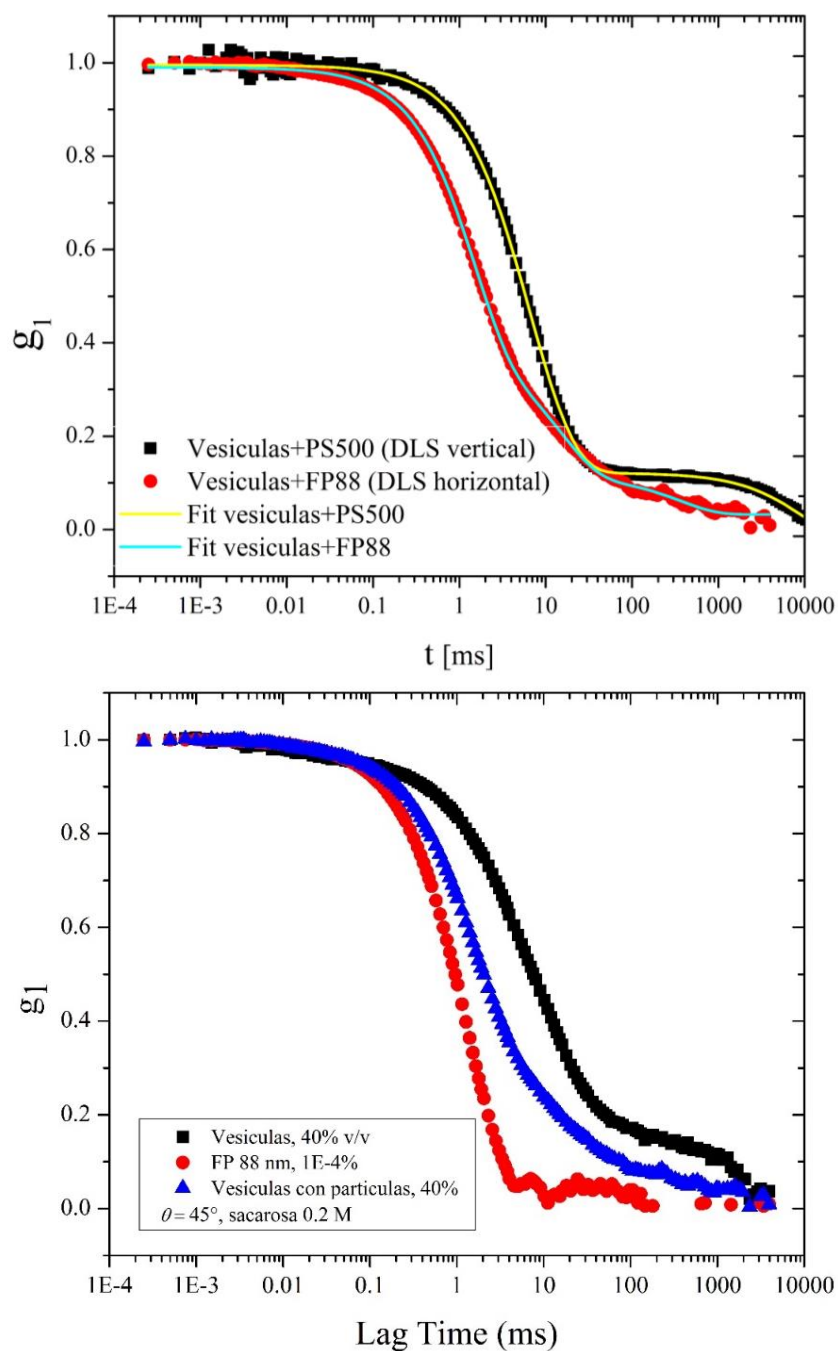 1.0
0.8
0.6
0.4
0.2
0.0
g1
Vesiculas+PS500 (DLS vertical)
Vesiculas+FP88 (DLS horizontal)
Fit vesiculas+PS500
Fit vesiculas+FP88
1E-4 1E-3 0.01 0.1 1 10 100 1000 10000
t [ms]
1.0
0.8
0.6
0.4
0.2
0.0
g1
Vesiculas, 40% v/v
FP 88 nm, 1E-4%
Vesiculas con particulas, 40%
θ = 45°, sacarosa 0.2 M
1E-4 1E-3 0.01 0.1 1 10 100 1000 10000
Lag Time (ms)